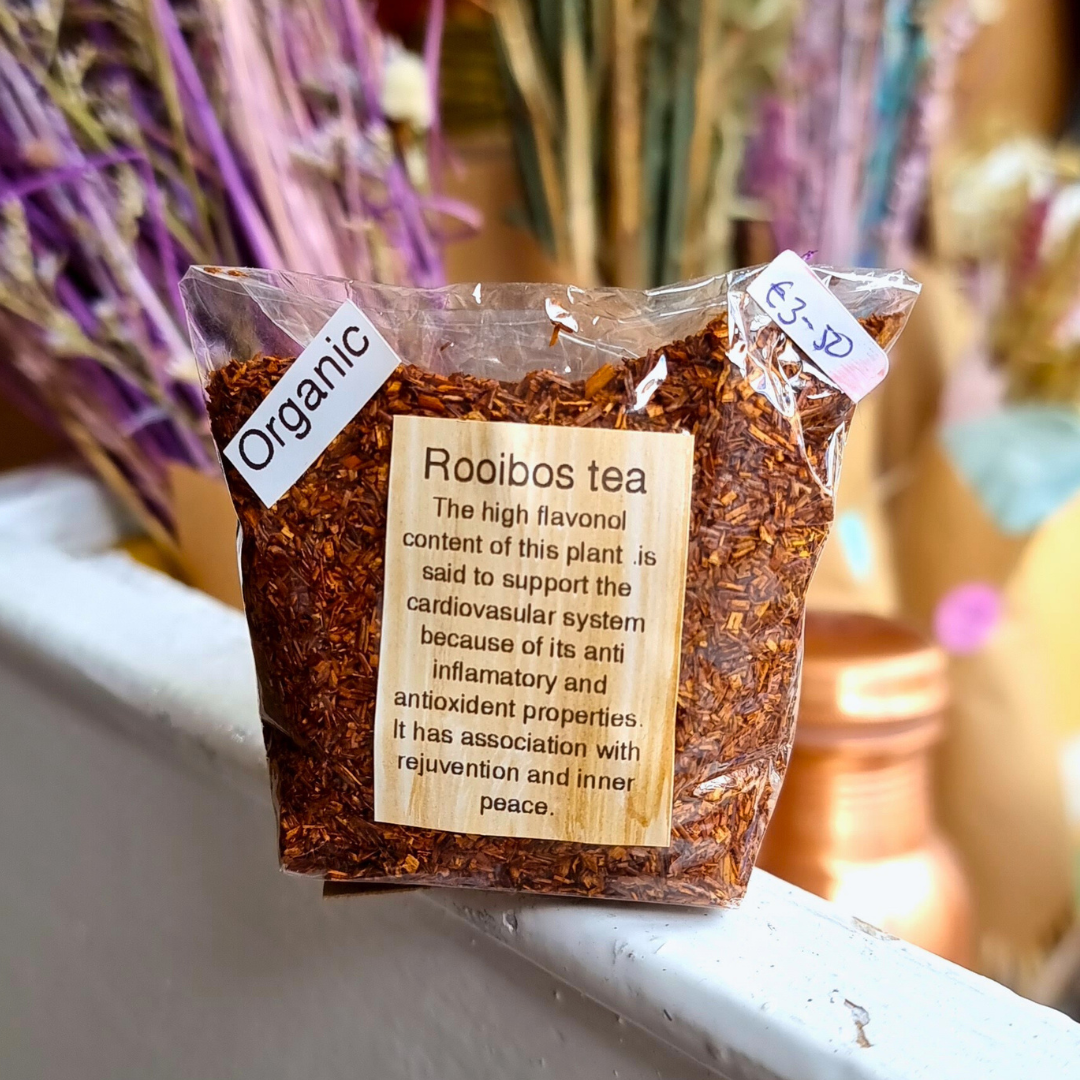 Organic
€3-50
Rooibos tea
The high flavonol
content of this plant .is
said to support the
cardiovasular system
because of its anti
inflamatory and
antioxident properties.
It has association with
rejuvention and inner
peace.